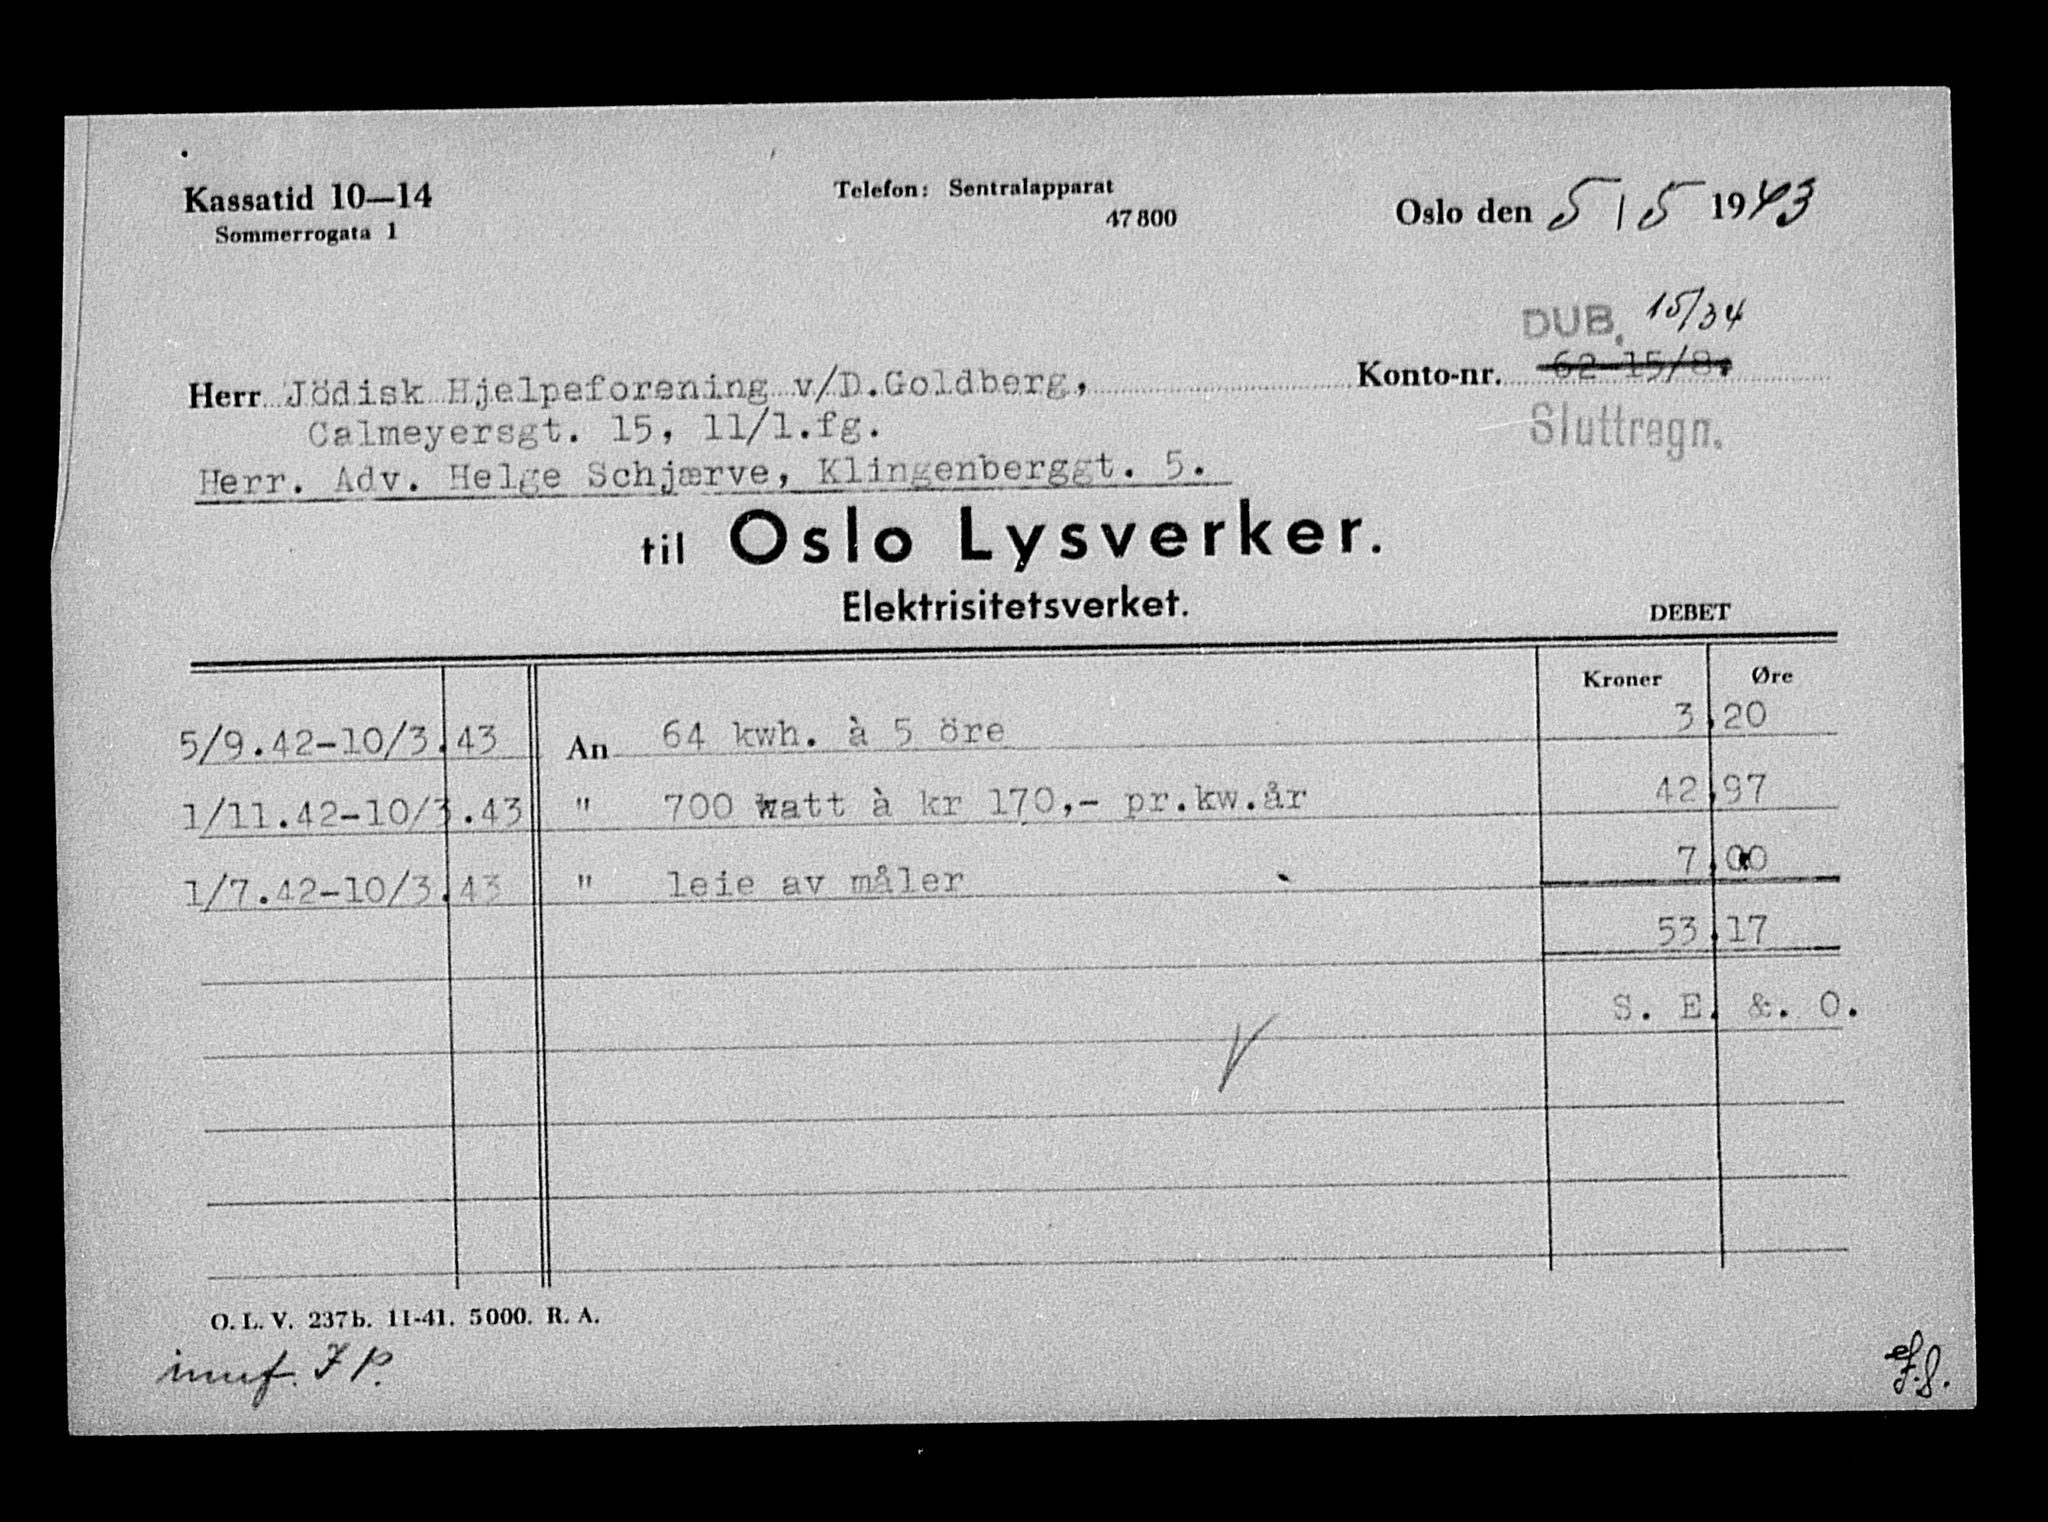 Kassatid 10—14
Sommerrogata 1
Telefon: Sentralapparat
47 800
Oslo den 5/5 1943
DUB. 15/34
Herr Jödisk Hjelpeforening v/D.Goldberg,
Konto-nr. 62-15/8
Calmeyersgt. 15, 11/1.fg.
Sluttregn.
Herr. Adv. Helge Schjærve, Klingenberggt. 5.
til Oslo Lysverker.
Elektrisitetsverket.
DEBET
Kroner Øre
5/9.42-10/3.43 An 64 kwh. à 5 öre 3.20
1/11.42-10/3.43 " 700 watt à kr 170,- pr.kw.år 42.97
1/7.42-10/3.43 " leie av måler 7.00
53.17
S. E. &. O.
O. L. V. 237b. 11-41. 5000. R. A.